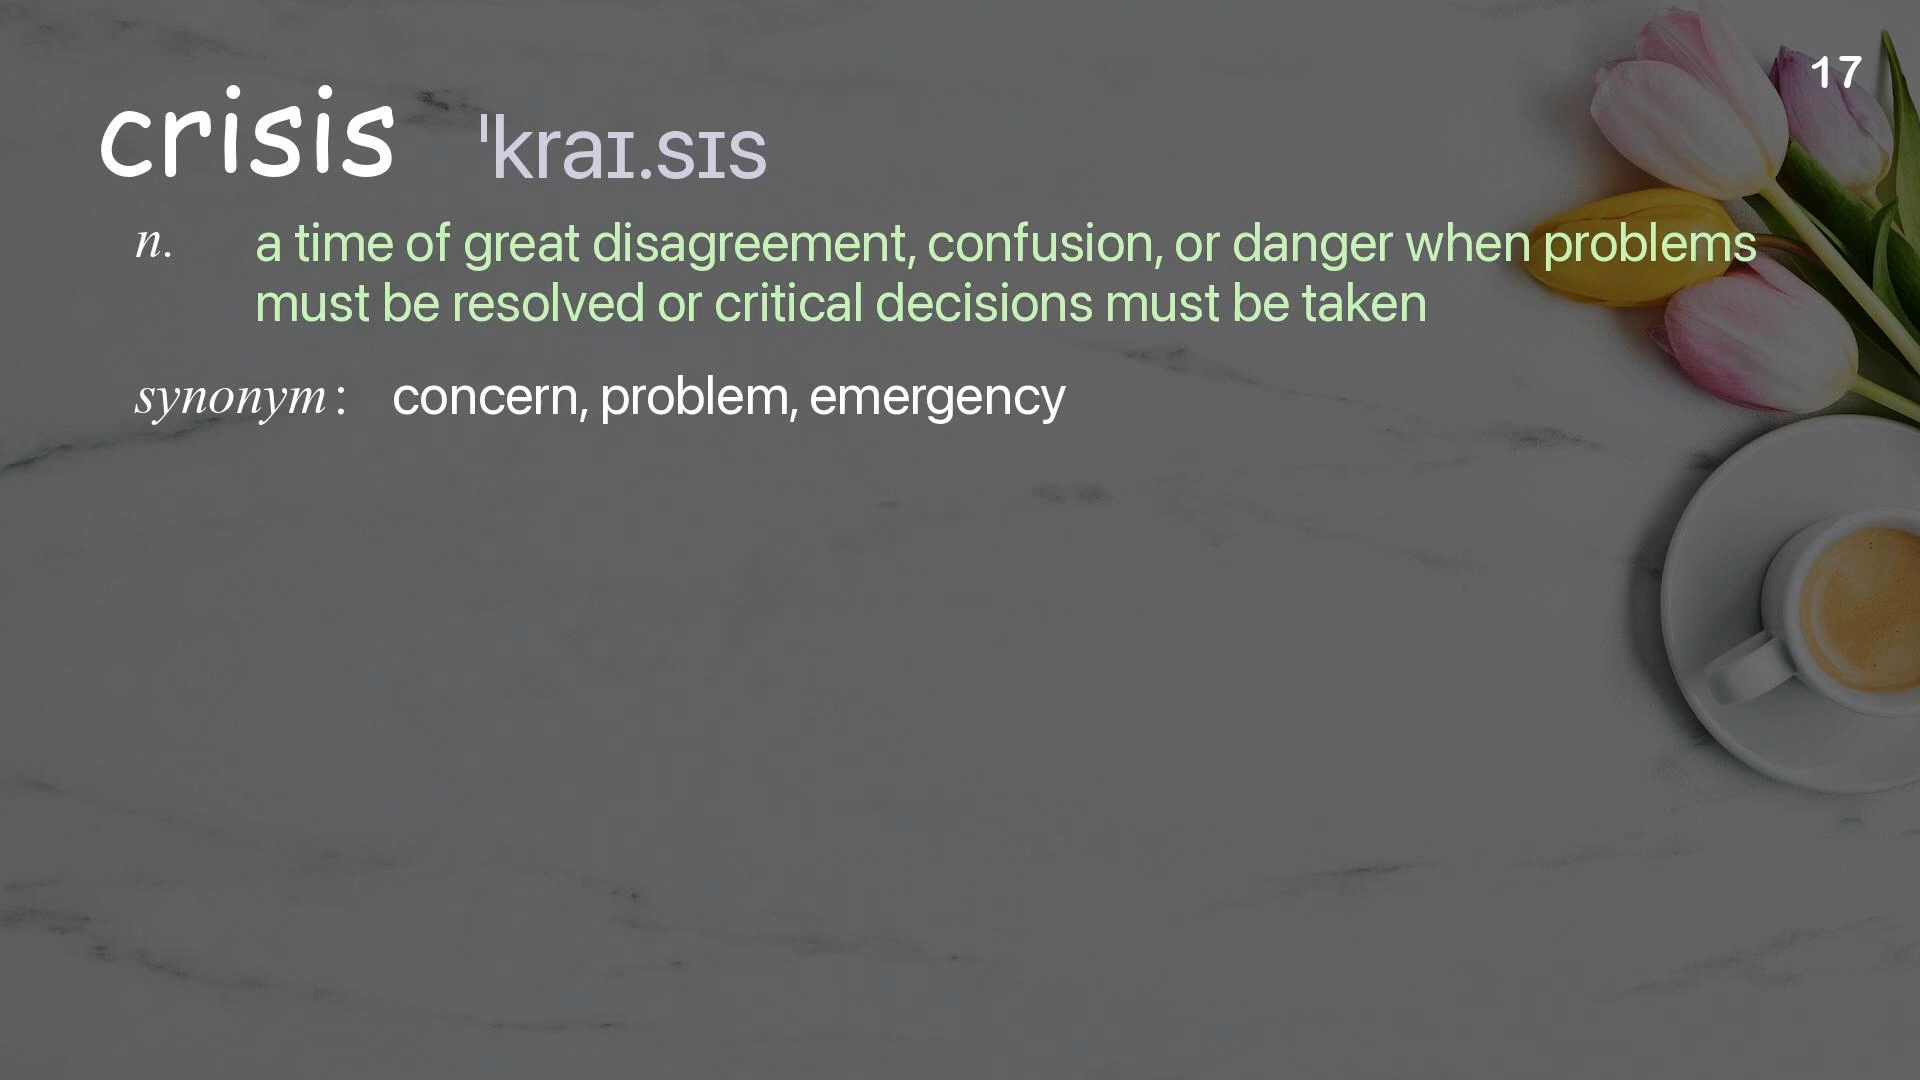 17
crisis ˈkraɪ.sɪs
n. a time of great disagreement, confusion, or danger when problems
must be resolved or critical decisions must be taken
synonym: concern, problem, emergency